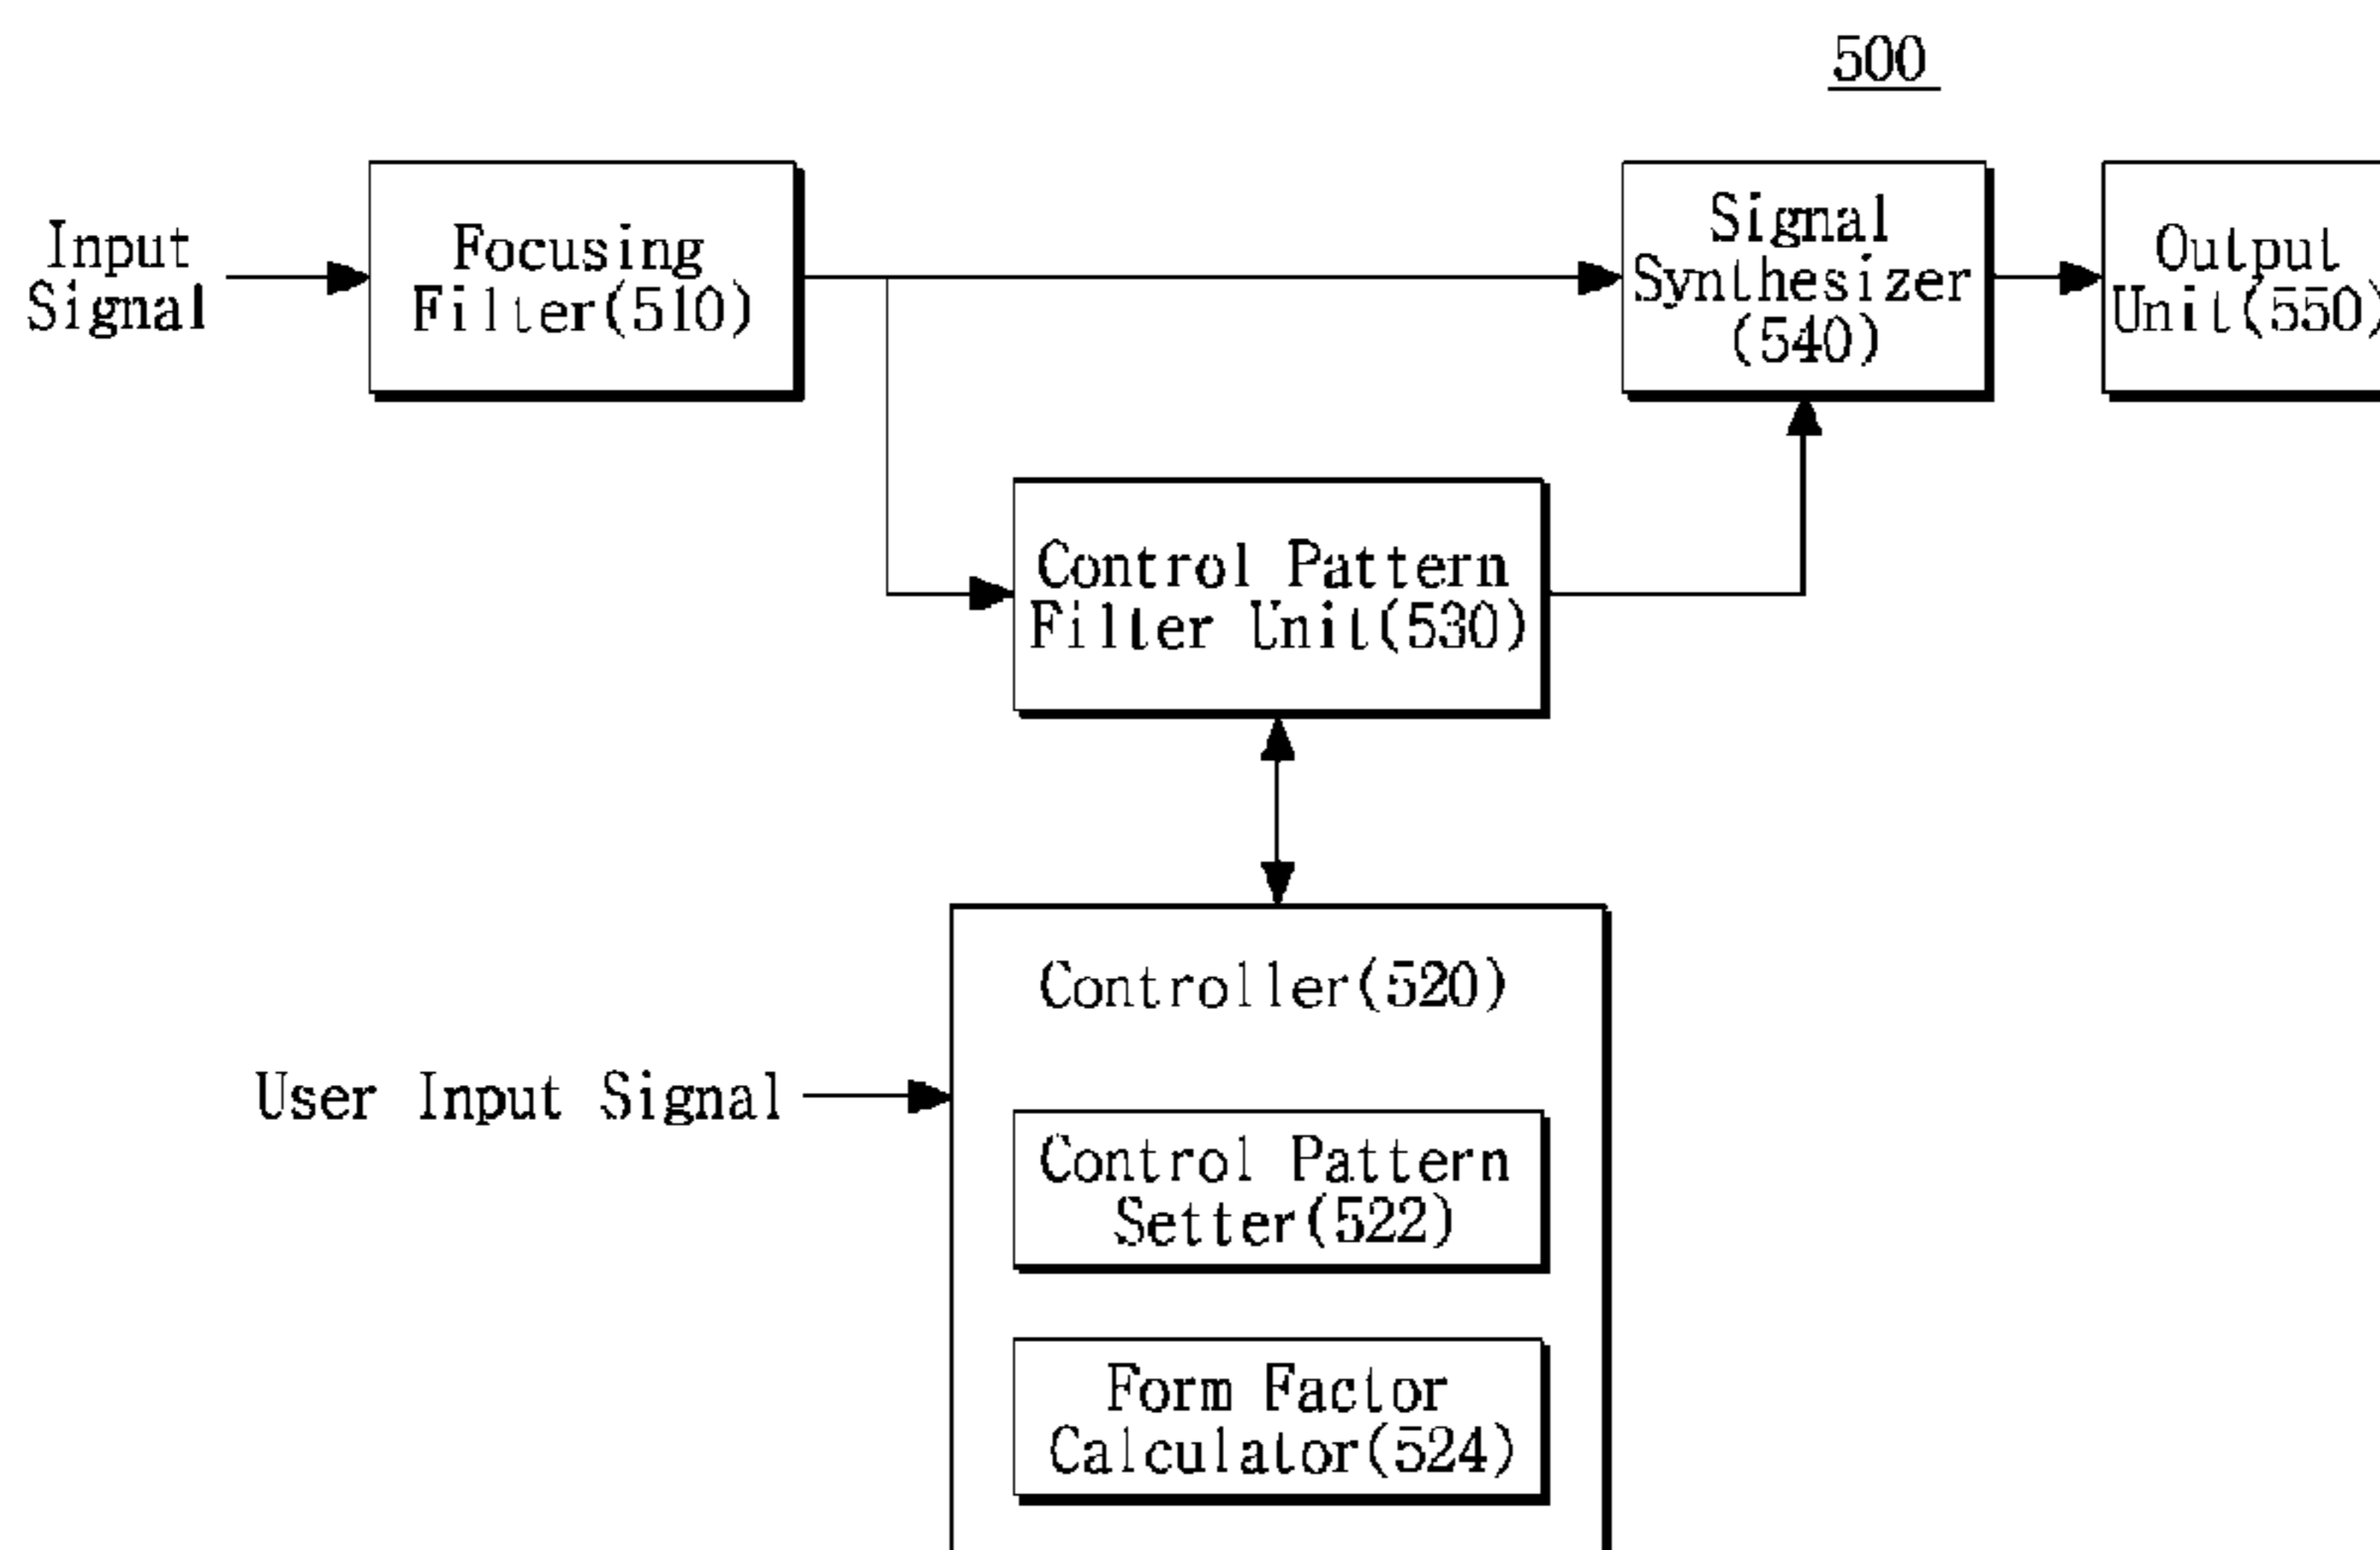 500
Input
Signal
Focusing
Filter(510)
Signal
Synthesizer
(540)
Output
Unit(550)
Control Pattern
Filter Unit(530)
Controller(520)
User Input Signal
Control Pattern
Setter(522)
Form Factor
Calculator(524)